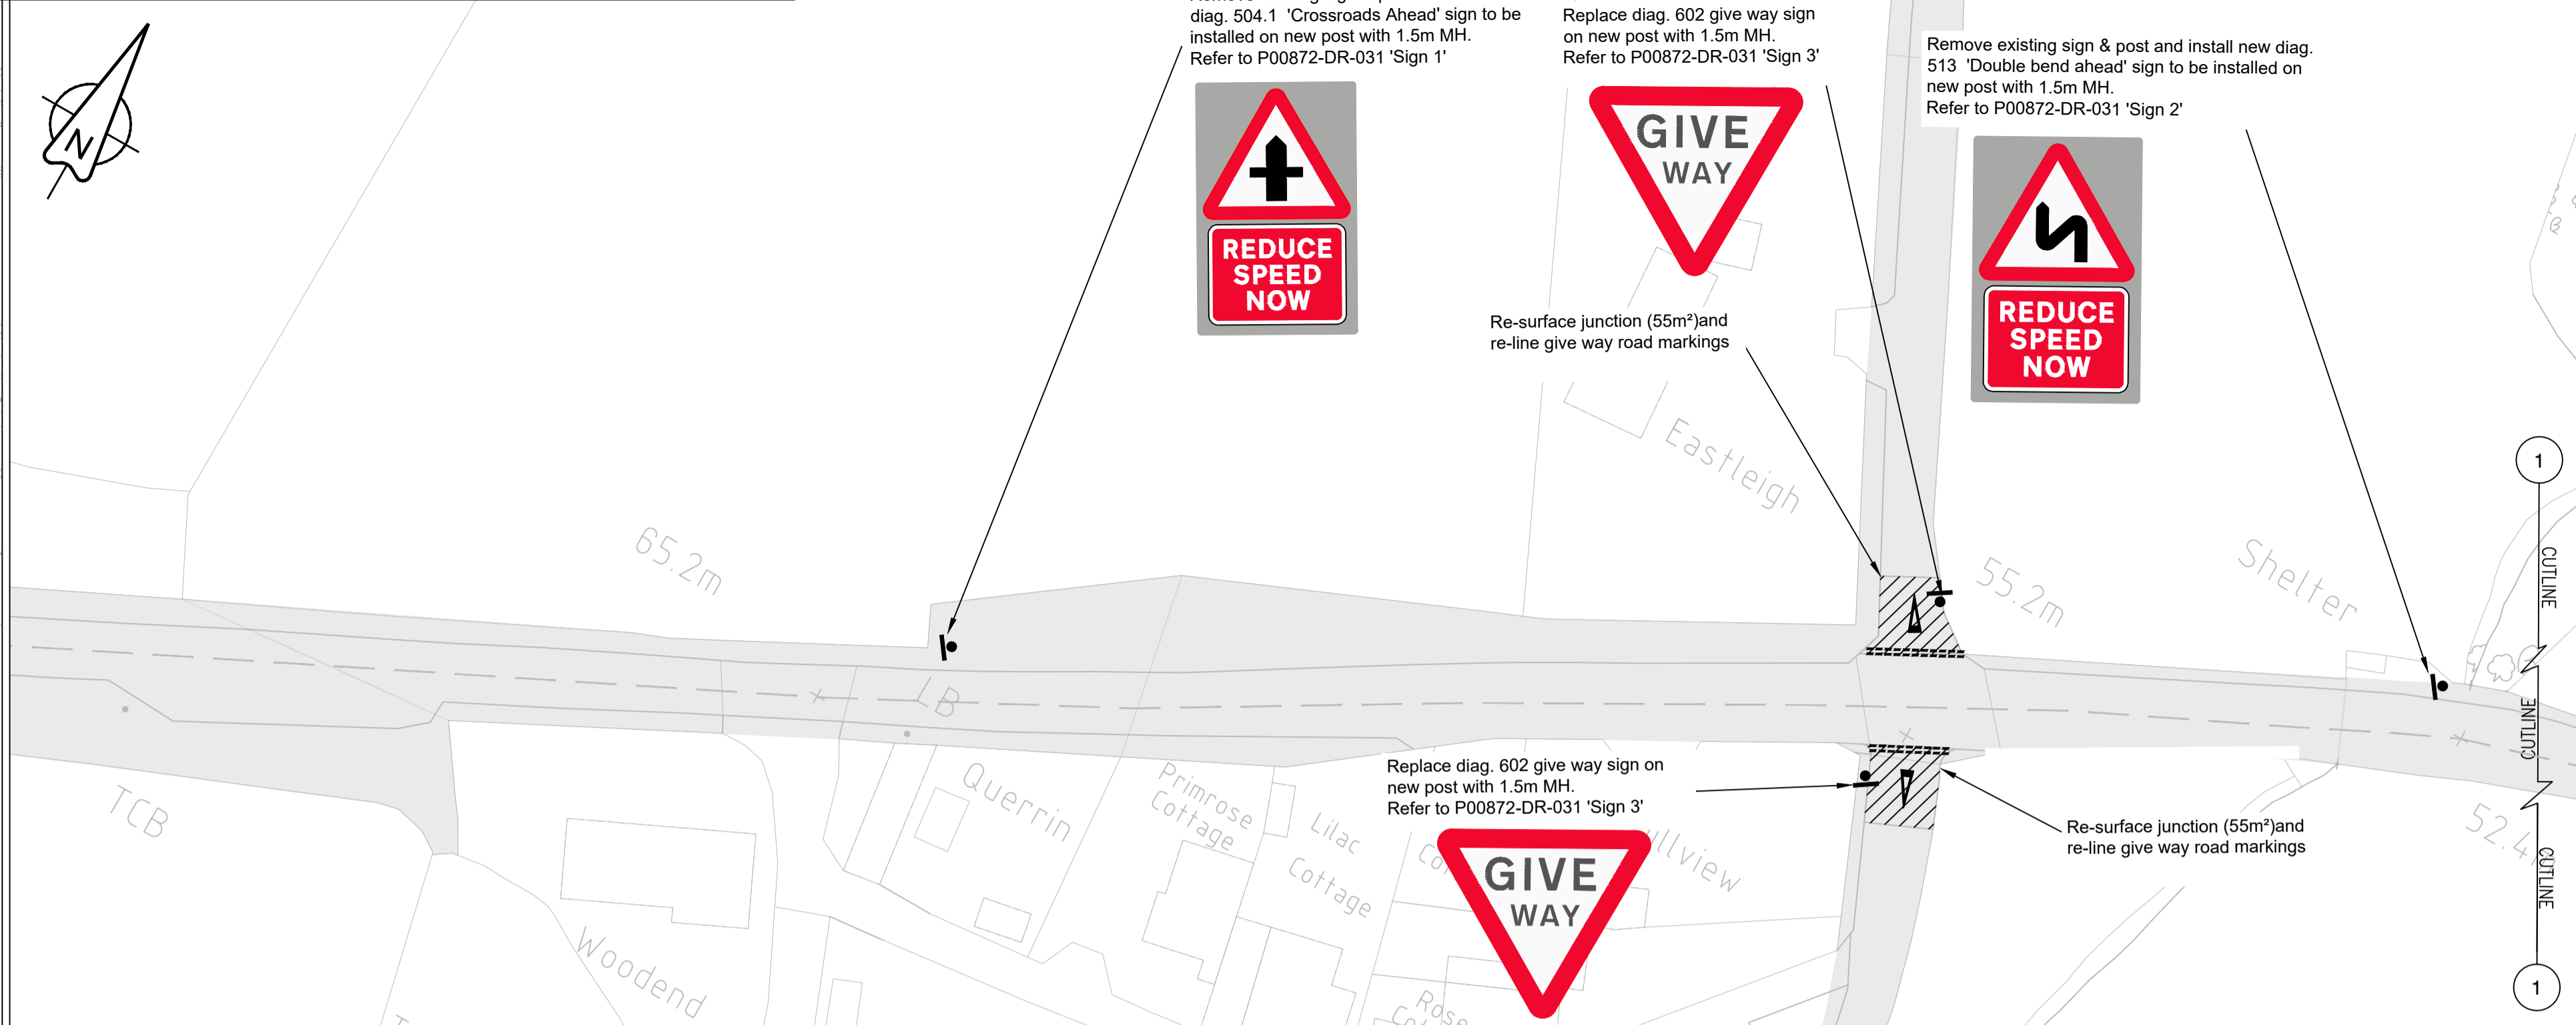 diag. 504.1 'Crossroads Ahead' sign to be
installed on new post with 1.5m MH.
Refer to P00872-DR-031 'Sign 1'
REDUCE
SPEED
NOW
Replace diag. 602 give way sign
on new post with 1.5m MH.
Refer to P00872-DR-031 'Sign 3'
GIVE
WAY
Remove existing sign & post and install new diag.
513 'Double bend ahead' sign to be installed on
new post with 1.5m MH.
Refer to P00872-DR-031 'Sign 2'
REDUCE
SPEED
NOW
N
Re-surface junction (55m²)and
re-line give way road markings
Eastleigh
65.2m
55.2m
Shelter
1
CUTLINE
CUTLINE
CUTLINE
1
LB
TCB
Querrin
Primrose
Cottage
Lilac
Cottage
Woodend
Replace diag. 602 give way sign on
new post with 1.5m MH.
Refer to P00872-DR-031 'Sign 3'
GIVE
WAY
Re-surface junction (55m²)and
re-line give way road markings
52.4m
Rose